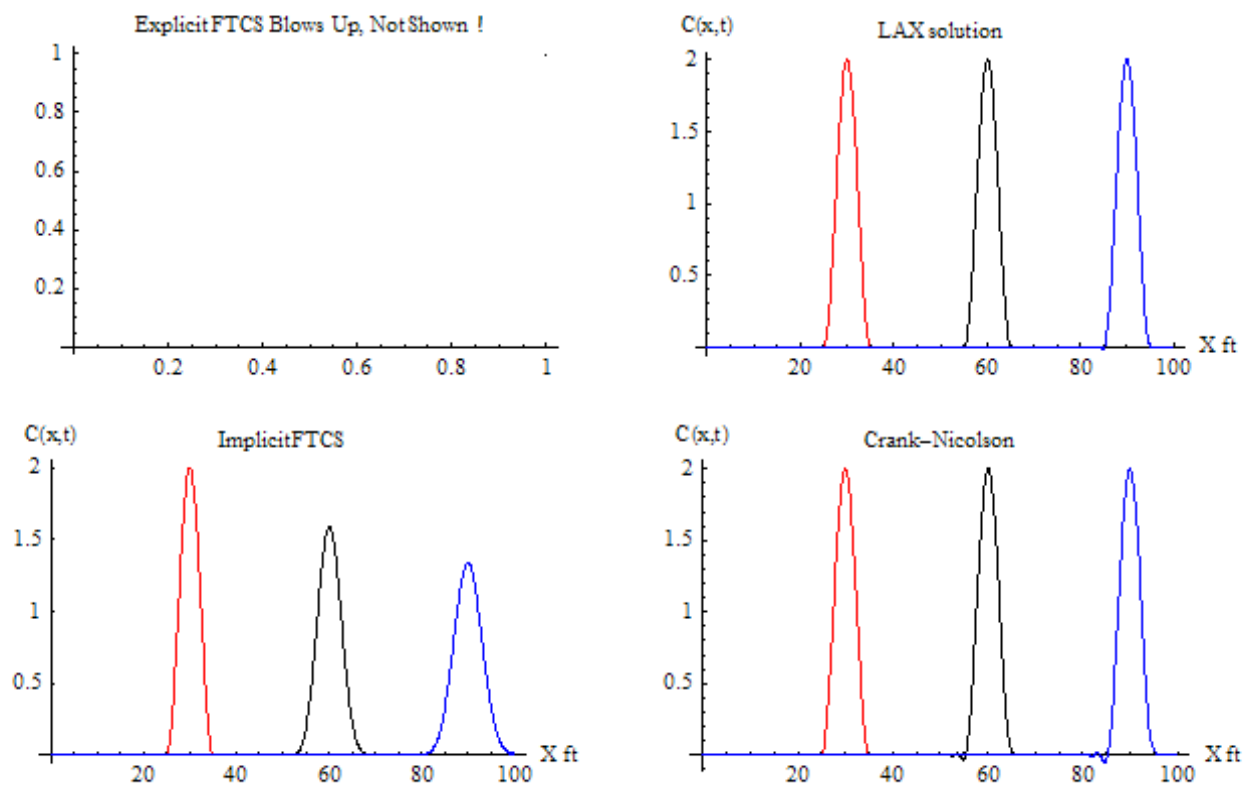 Explicit FTCS Blows Up, Not Shown !
1
0.8
0.6
0.4
0.2
0.2 0.4 0.6 0.8 1
C(x,t)
LAX solution
2
1.5
1
0.5
20 40 60 80 100
X ft
C(x,t)
Implicit FTCS
2
1.5
1
0.5
20 40 60 80 100
X ft
C(x,t)
Crank–Nicolson
2
1.5
1
0.5
20 40 60 80 100
X ft